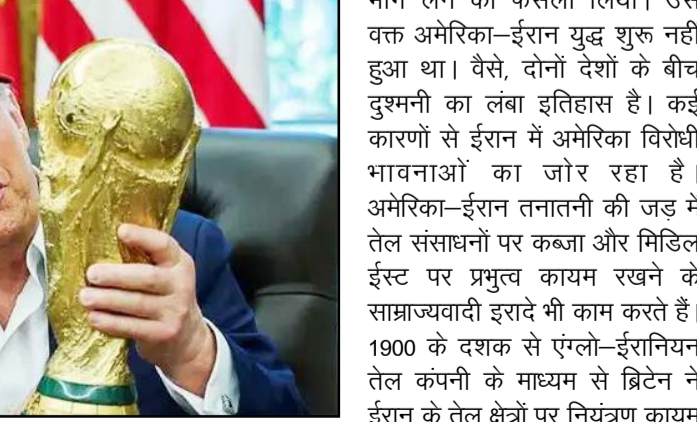 भाग लेने का फैसला लिया। उस
वक्त अमेरिका–ईरान युद्ध शुरू नहीं
हुआ था। वैसे, दोनों देशों के बीच
दुश्मनी का लंबा इतिहास है। कई
कारणों से ईरान में अमेरिका विरोधी
भावनाओं का जोर रहा है।
अमेरिका–ईरान तनातनी की जड़ में
तेल संसाधनों पर कब्जा और मिडिल
ईस्ट पर प्रभुत्व कायम रखने के
साम्राज्यवादी इरादे भी काम करते हैं।
1900 के दशक से एंग्लो–ईरानियन
तेल कंपनी के माध्यम से ब्रिटेन ने
ईरान के तेल क्षेत्रों पर नियंत्रण कायम